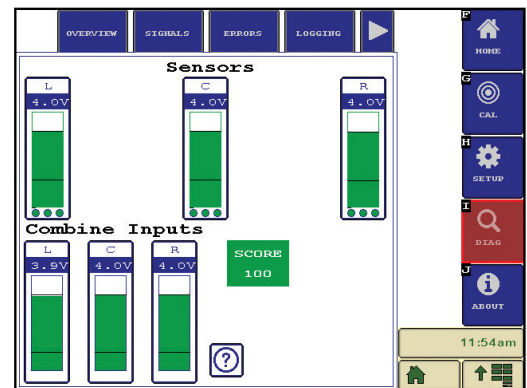 OVERVIEW SIGNALS ERRORS LOGGING
Sensors
L C R
4.0V 4.0V 4.0V
Combine Inputs
L C R
3.9V 4.0V 4.0V
SCORE
100
?
F
HOME
G
CAL
H
SETUP
I
DIAG
J
i
ABOUT
11:54am